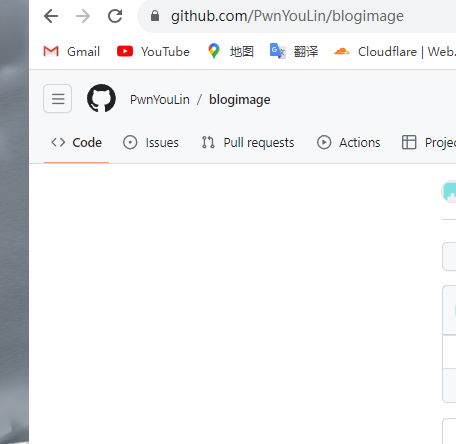 github.com/PwnYouLin/blogimage
Gmail YouTube 地图 翻译 Cloudflare | Web.
PwnYouLin / blogimage
Code Issues Pull requests Actions Projec